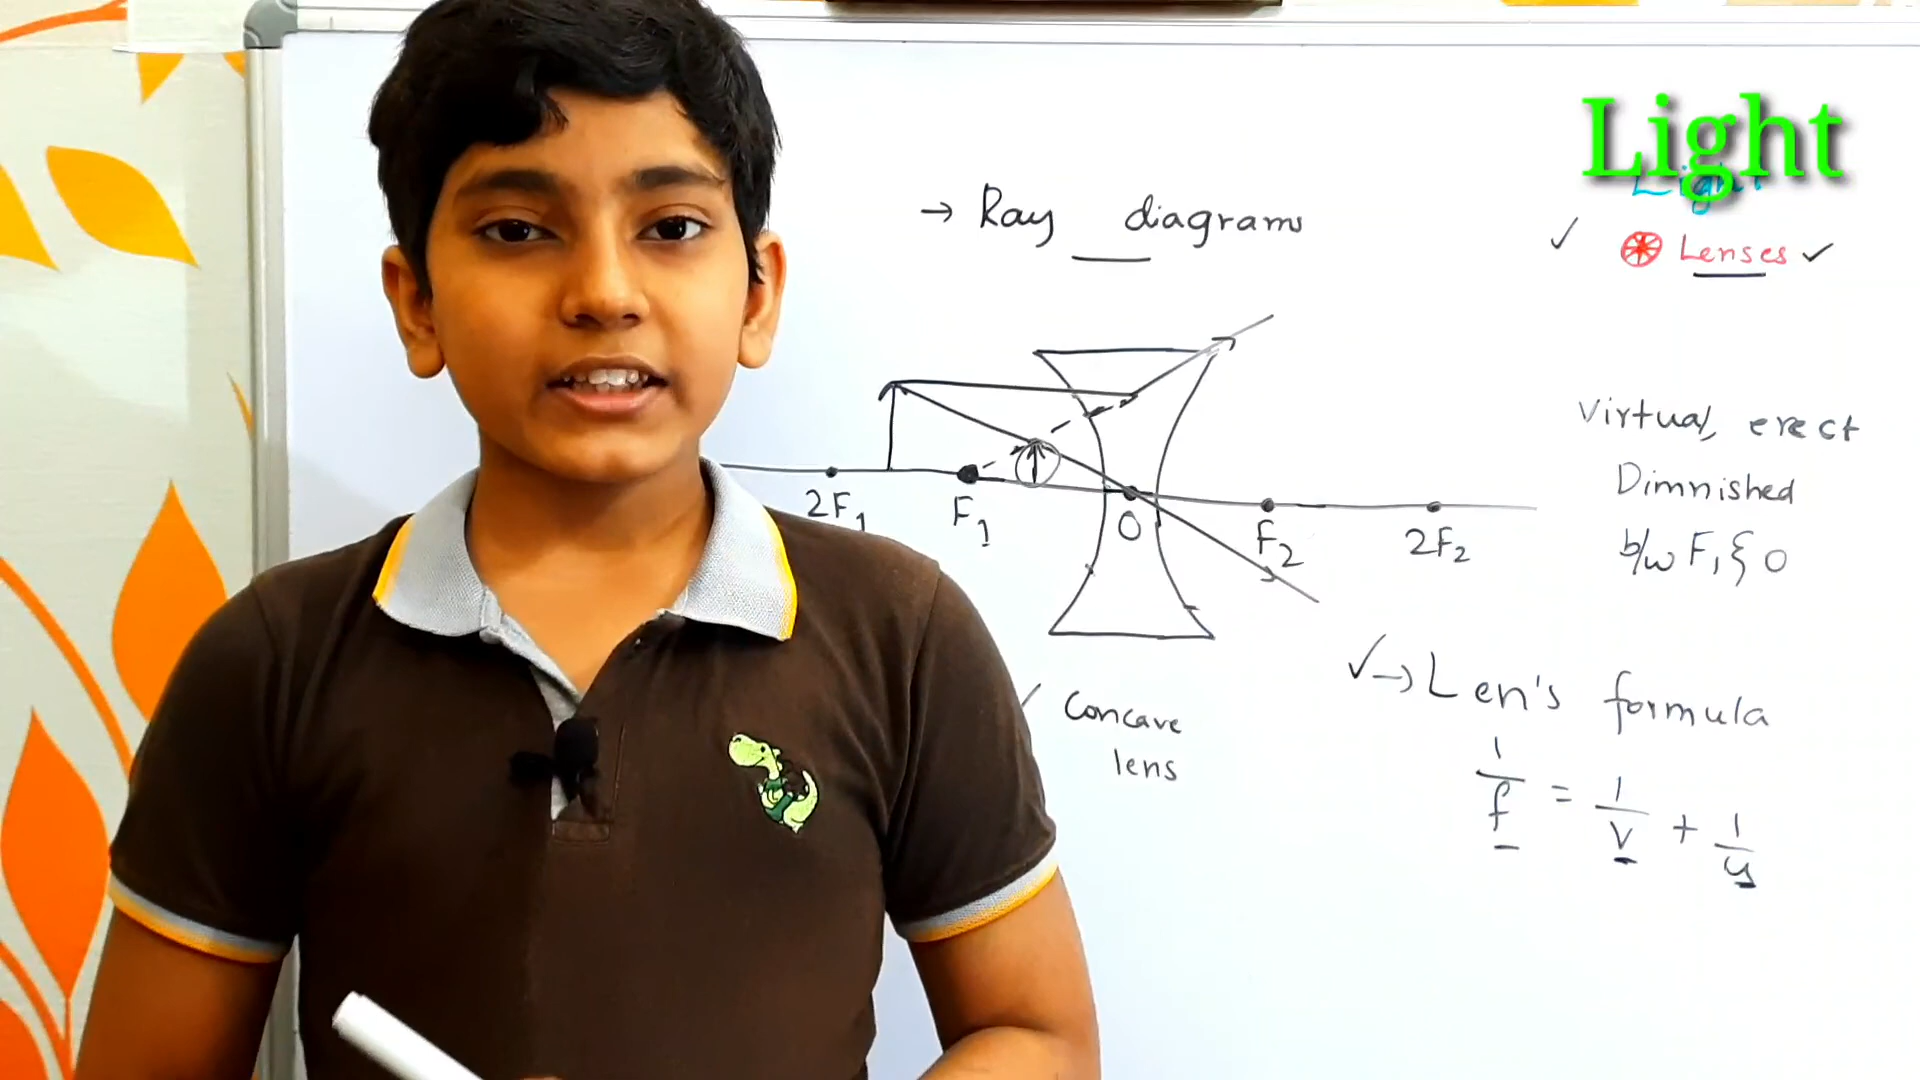 Light
Light
→ Ray diagrams
✓ Lenses ✓
Virtual, erect
Dimnished
b/w F1 { O
2F1 F1 O F2 2F2
✓→ Len's formula
1/f = 1/v + 1/u
✓ Concave
lens